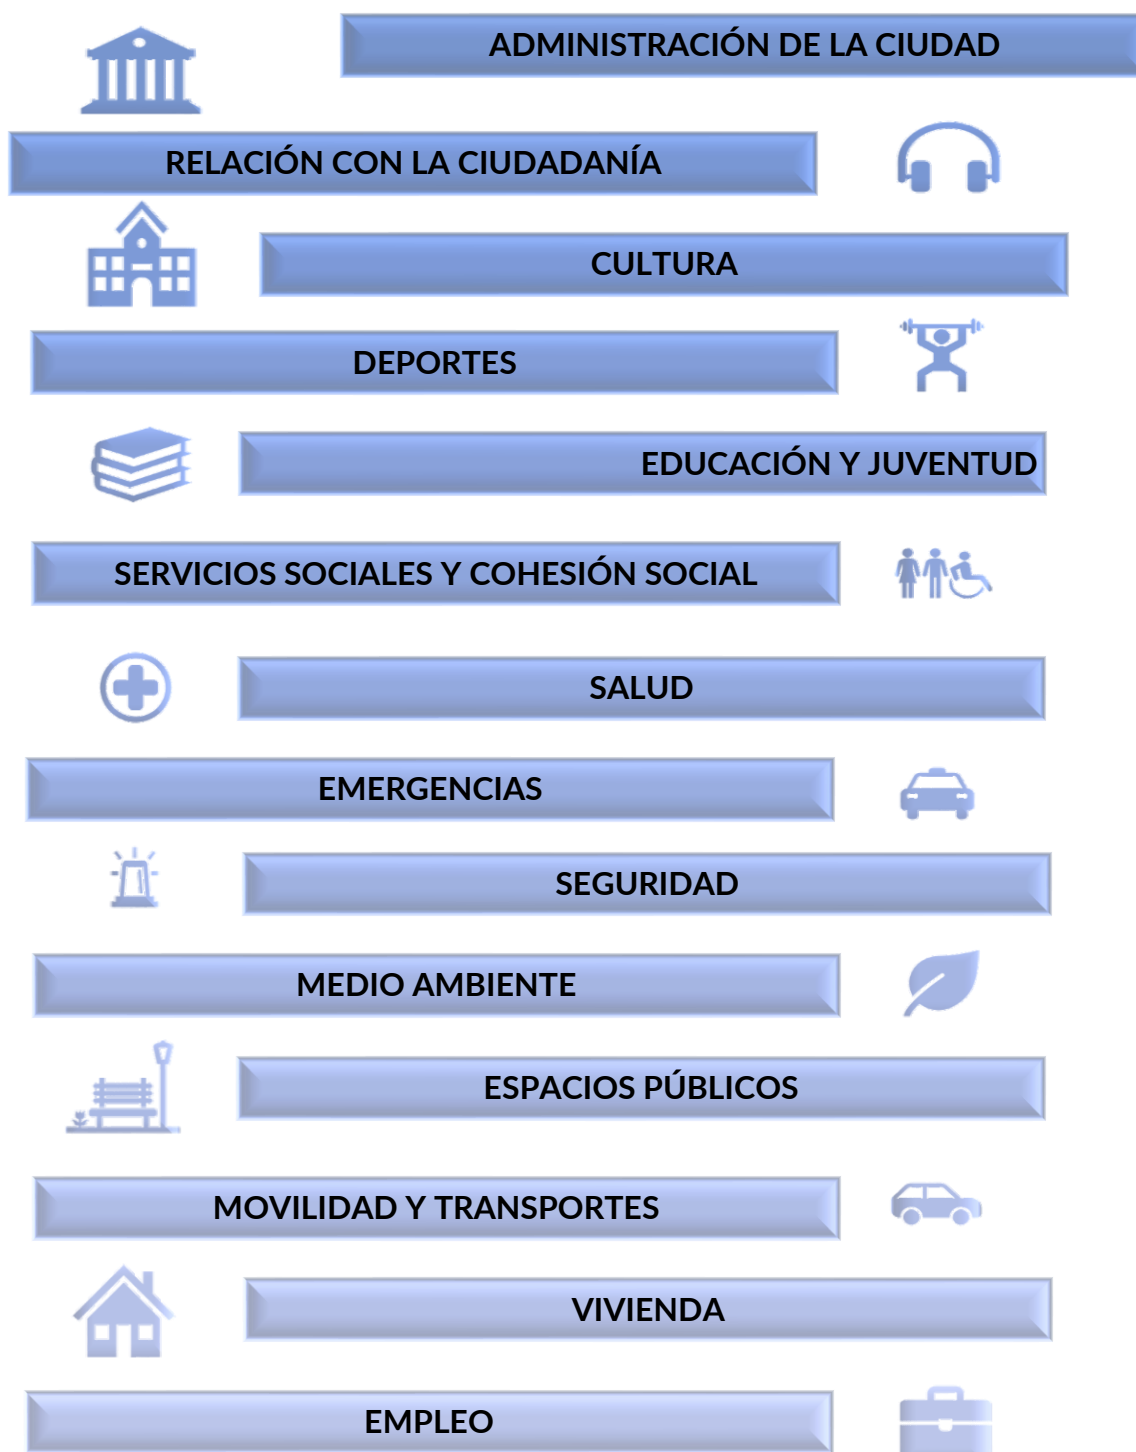 ADMINISTRACIÓN DE LA CIUDAD
RELACIÓN CON LA CIUDADANÍA
CULTURA
DEPORTES
EDUCACIÓN Y JUVENTUD
SERVICIOS SOCIALES Y COHESIÓN SOCIAL
SALUD
EMERGENCIAS
SEGURIDAD
MEDIO AMBIENTE
ESPACIOS PÚBLICOS
MOVILIDAD Y TRANSPORTES
VIVIENDA
EMPLEO